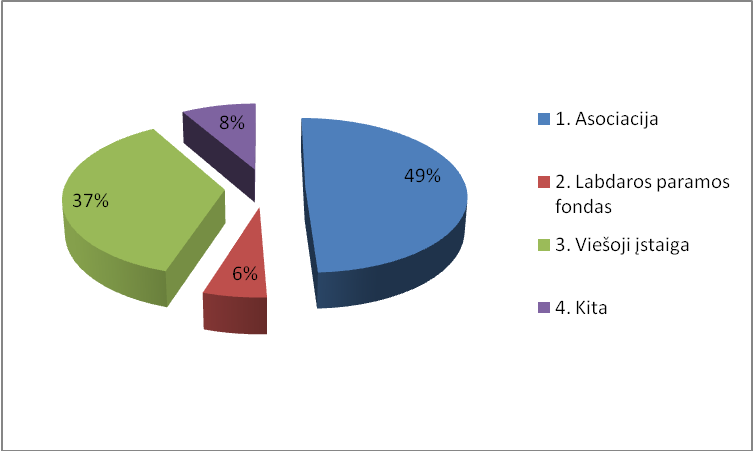 8%
49%
37%
6%
1. Asociacija
2. Labdaros paramos
fondas
3. Viešoji įstaiga
4. Kita